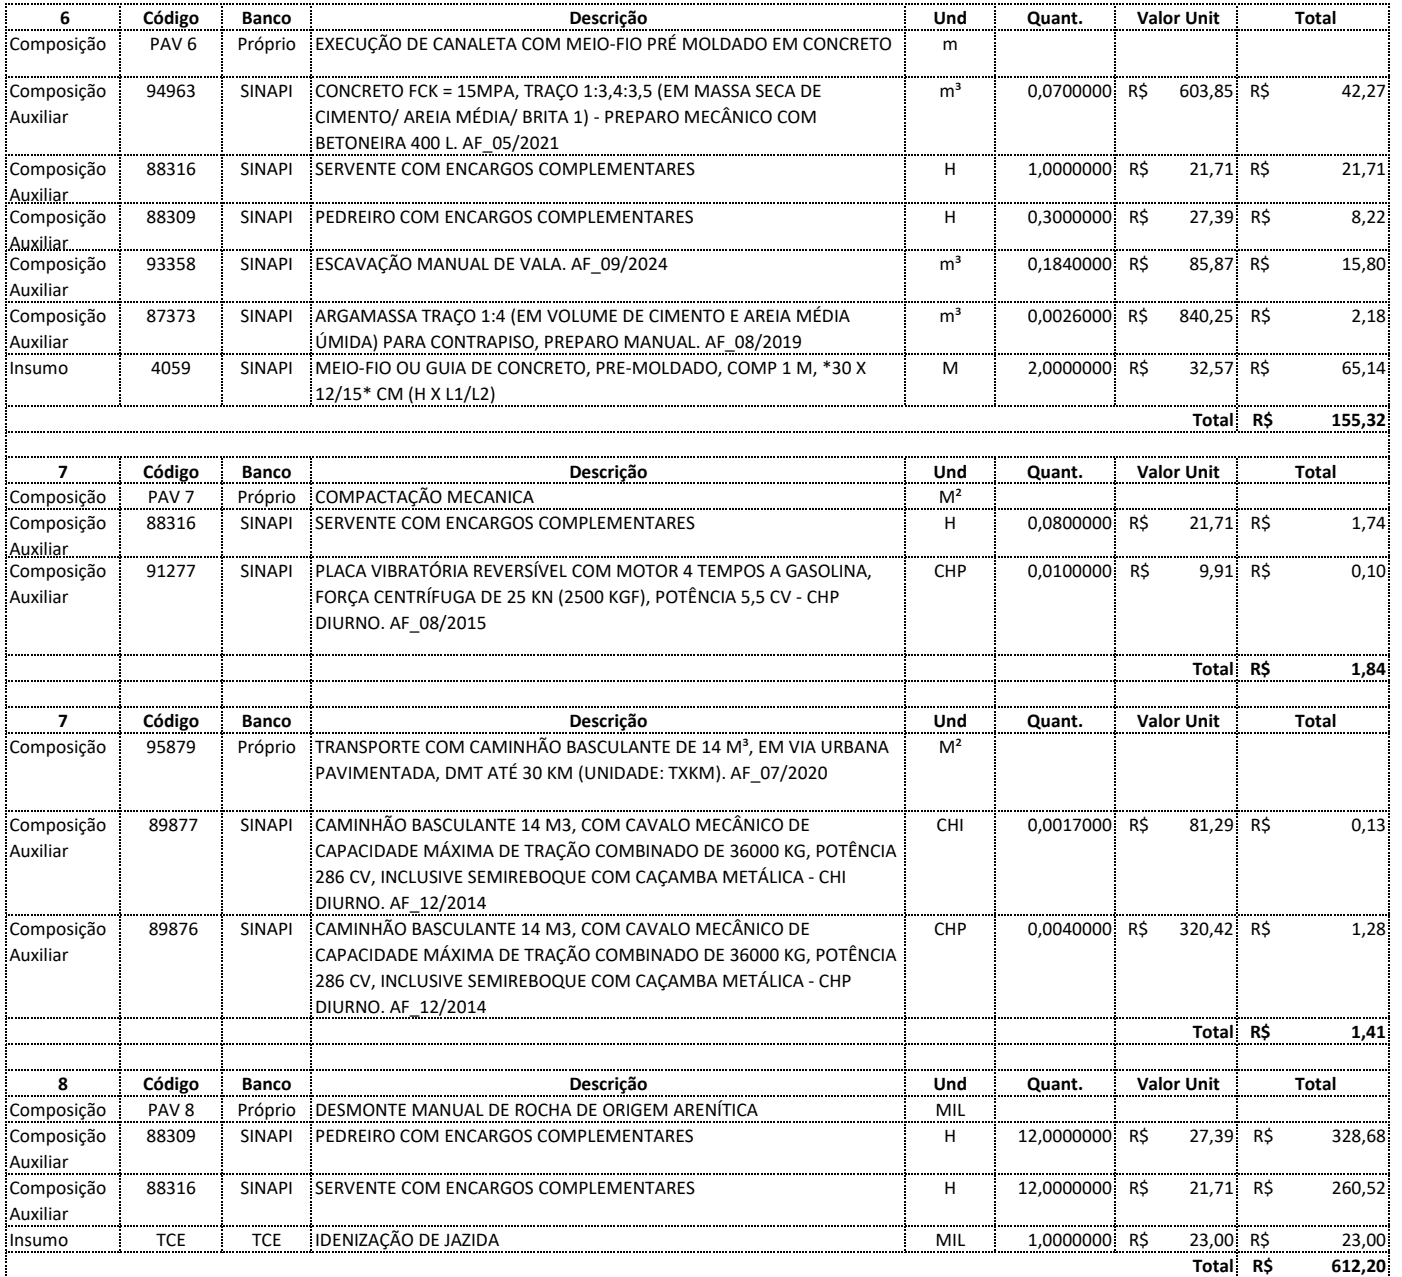 6 Código Banco Descrição Und Quant. Valor Unit Total
Composição PAV 6 Próprio EXECUÇÃO DE CANALETA COM MEIO-FIO PRÉ MOLDADO EM CONCRETO m
Composição 94963 SINAPI CONCRETO FCK = 15MPA, TRAÇO 1:3,4:3,5 (EM MASSA SECA DE m³ 0,0700000 R$ 603,85 R$ 42,27
Auxiliar CIMENTO/ AREIA MÉDIA/ BRITA 1) - PREPARO MECÂNICO COM
BETONEIRA 400 L. AF_05/2021
Composição 88316 SINAPI SERVENTE COM ENCARGOS COMPLEMENTARES H 1,0000000 R$ 21,71 R$ 21,71
Auxiliar
Composição 88309 SINAPI PEDREIRO COM ENCARGOS COMPLEMENTARES H 0,3000000 R$ 27,39 R$ 8,22
Auxiliar
Composição 93358 SINAPI ESCAVAÇÃO MANUAL DE VALA. AF_09/2024 m³ 0,1840000 R$ 85,87 R$ 15,80
Auxiliar
Composição 87373 SINAPI ARGAMASSA TRAÇO 1:4 (EM VOLUME DE CIMENTO E AREIA MÉDIA m³ 0,0026000 R$ 840,25 R$ 2,18
Auxiliar ÚMIDA) PARA CONTRAPISO, PREPARO MANUAL. AF_08/2019
Insumo 4059 SINAPI MEIO-FIO OU GUIA DE CONCRETO, PRE-MOLDADO, COMP 1 M, *30 X M 2,0000000 R$ 32,57 R$ 65,14
12/15* CM (H X L1/L2)
Total R$ 155,32
7 Código Banco Descrição Und Quant. Valor Unit Total
Composição PAV 7 Próprio COMPACTAÇÃO MECANICA M²
Composição 88316 SINAPI SERVENTE COM ENCARGOS COMPLEMENTARES H 0,0800000 R$ 21,71 R$ 1,74
Auxiliar
Composição 91277 SINAPI PLACA VIBRATÓRIA REVERSÍVEL COM MOTOR 4 TEMPOS A GASOLINA, CHP 0,0100000 R$ 9,91 R$ 0,10
Auxiliar FORÇA CENTRÍFUGA DE 25 KN (2500 KGF), POTÊNCIA 5,5 CV - CHP
DIURNO. AF_08/2015
Total R$ 1,84
7 Código Banco Descrição Und Quant. Valor Unit Total
Composição 95879 Próprio TRANSPORTE COM CAMINHÃO BASCULANTE DE 14 M³, EM VIA URBANA M²
PAVIMENTADA, DMT ATÉ 30 KM (UNIDADE: TXKM). AF_07/2020
Composição 89877 SINAPI CAMINHÃO BASCULANTE 14 M3, COM CAVALO MECÂNICO DE CHI 0,0017000 R$ 81,29 R$ 0,13
Auxiliar CAPACIDADE MÁXIMA DE TRAÇÃO COMBINADO DE 36000 KG, POTÊNCIA
286 CV, INCLUSIVE SEMIREBOQUE COM CAÇAMBA METÁLICA - CHI
DIURNO. AF_12/2014
Composição 89876 SINAPI CAMINHÃO BASCULANTE 14 M3, COM CAVALO MECÂNICO DE CHP 0,0040000 R$ 320,42 R$ 1,28
Auxiliar CAPACIDADE MÁXIMA DE TRAÇÃO COMBINADO DE 36000 KG, POTÊNCIA
286 CV, INCLUSIVE SEMIREBOQUE COM CAÇAMBA METÁLICA - CHP
DIURNO. AF_12/2014
Total R$ 1,41
8 Código Banco Descrição Und Quant. Valor Unit Total
Composição PAV 8 Próprio DESMONTE MANUAL DE ROCHA DE ORIGEM ARENÍTICA MIL
Composição 88309 SINAPI PEDREIRO COM ENCARGOS COMPLEMENTARES H 12,0000000 R$ 27,39 R$ 328,68
Auxiliar
Composição 88316 SINAPI SERVENTE COM ENCARGOS COMPLEMENTARES H 12,0000000 R$ 21,71 R$ 260,52
Auxiliar
Insumo TCE TCE IDENIZAÇÃO DE JAZIDA MIL 1,0000000 R$ 23,00 R$ 23,00
Total R$ 612,20